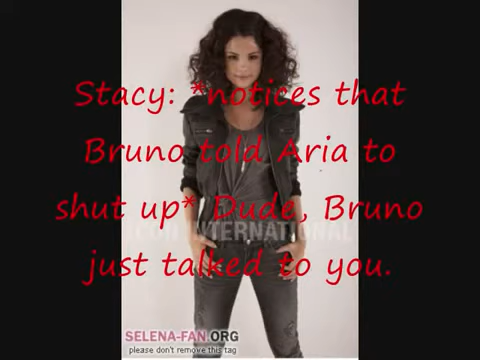 Stacy: *notices that
Bruno told Aria to
shut up* Dude, Bruno
INTERNATIONAL
just talked to you.
SELENA-FAN.ORG
please don't remove this tag